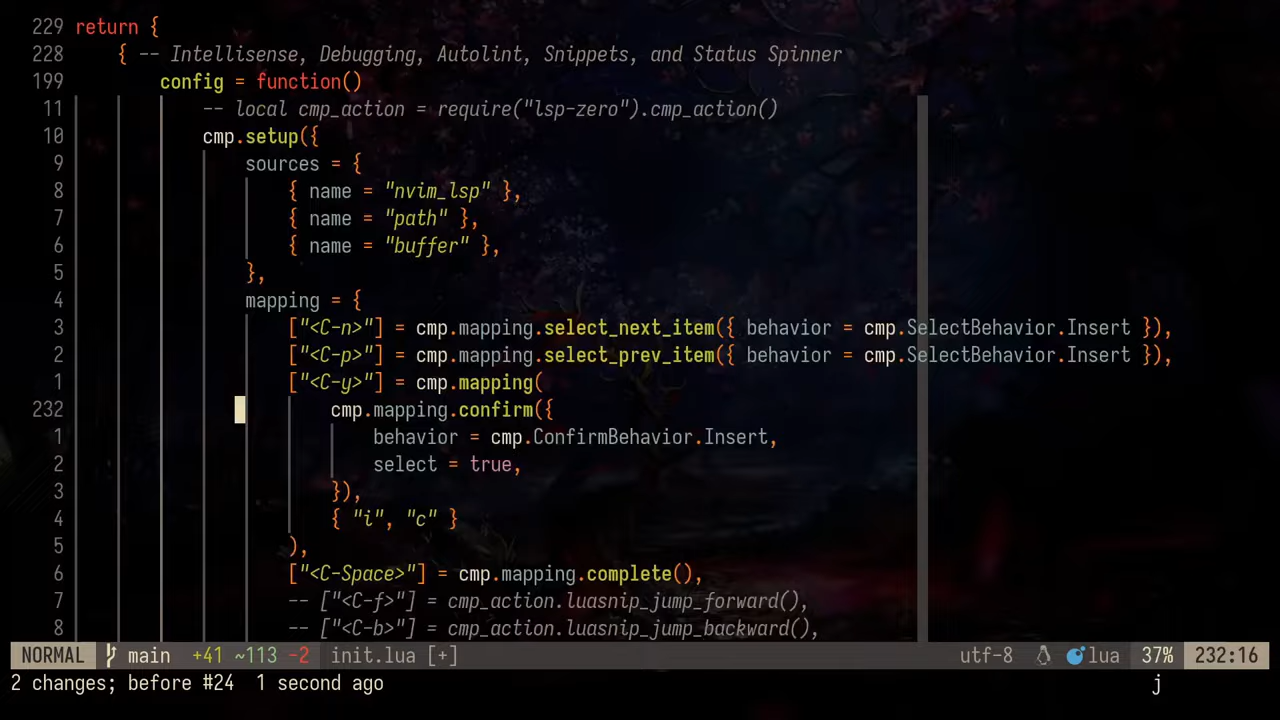 229 return {
228 { -- Intellisense, Debugging, Autolint, Snippets, and Status Spinner
199 config = function()
11 -- local cmp_action = require("lsp-zero").cmp_action()
10 cmp.setup({
9 sources = {
8 { name = "nvim_lsp" },
7 { name = "path" },
6 { name = "buffer" },
5 },
4 mapping = {
3 ["<C-n>"] = cmp.mapping.select_next_item({ behavior = cmp.SelectBehavior.Insert }),
2 ["<C-p>"] = cmp.mapping.select_prev_item({ behavior = cmp.SelectBehavior.Insert }),
1 ["<C-y>"] = cmp.mapping(
232 cmp.mapping.confirm({
1 behavior = cmp.ConfirmBehavior.Insert,
2 select = true,
3 }),
4 { "i", "c" }
5 ),
6 ["<C-Space>"] = cmp.mapping.complete(),
7 -- ["<C-f>"] = cmp_action.luasnip_jump_forward(),
8 -- ["<C-b>"] = cmp_action.luasnip_jump_backward(),
NORMAL main +41 ~113 -2 init.lua [+] utf-8 lua 37% 232:16
2 changes; before #24 1 second ago j